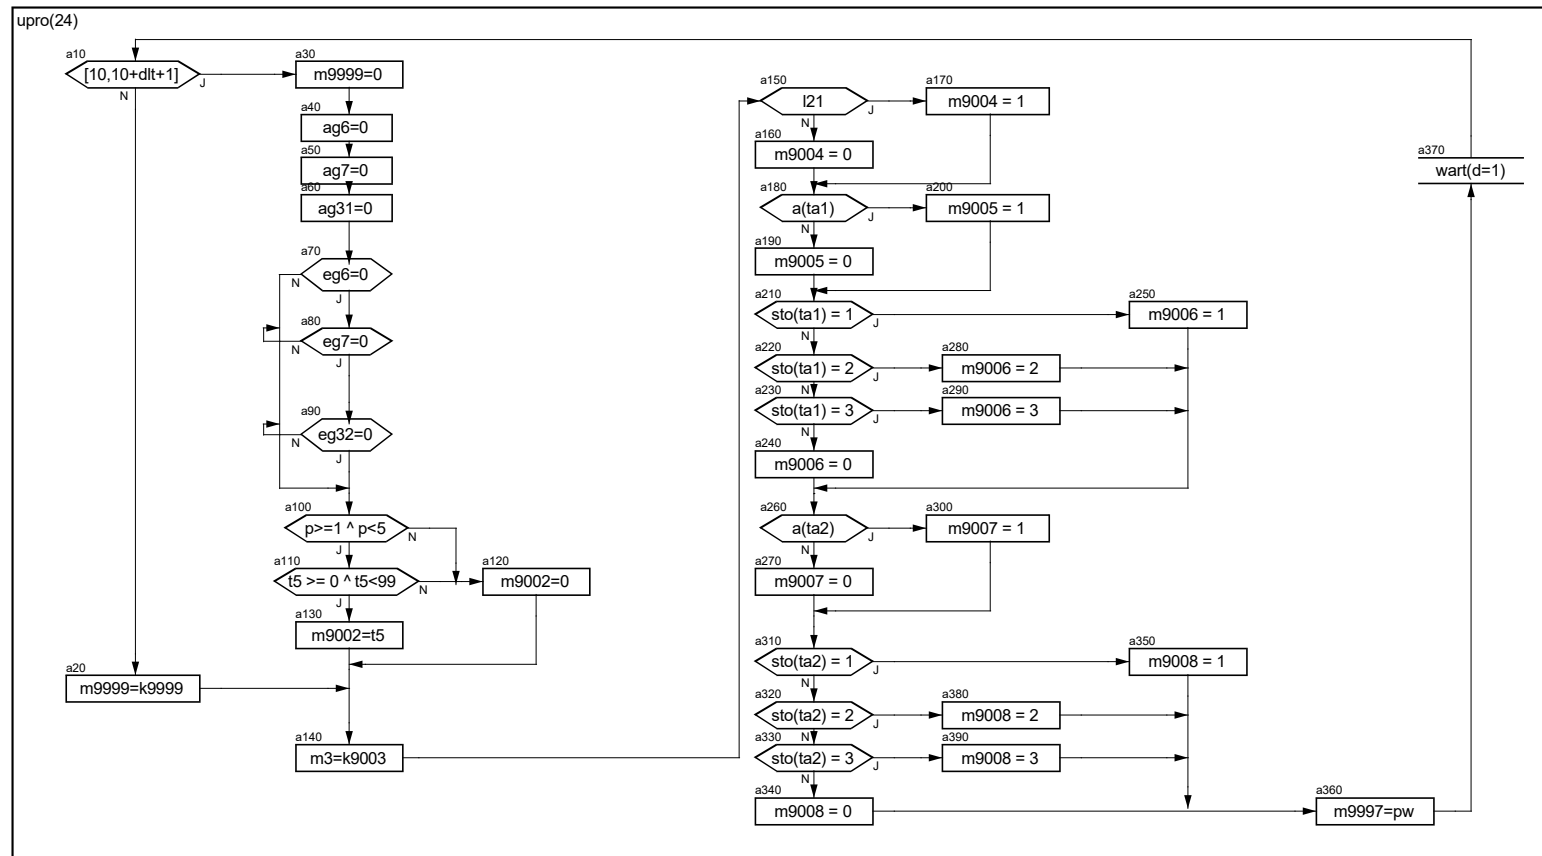 upro(24)
a10
[10,10+dlt+1]
J
N
a20
m9999=k9999
a30
m9999=0
a40
ag6=0
a50
ag7=0
a60
ag31=0
a70
eg6=0
N
J
a80
eg7=0
N
J
a90
eg32=0
N
J
a100
p>=1 ^ p<5
N
J
a110
t5 >= 0 ^ t5<99
N
J
a120
m9002=0
a130
m9002=t5
a140
m3=k9003
a150
l21
J
N
a160
m9004 = 0
a170
m9004 = 1
a180
a(ta1)
J
N
a190
m9005 = 0
a200
m9005 = 1
a210
sto(ta1) = 1
J
N
a220
sto(ta1) = 2
J
N
a230
sto(ta1) = 3
J
N
a240
m9006 = 0
a250
m9006 = 1
a280
m9006 = 2
a290
m9006 = 3
a260
a(ta2)
J
N
a270
m9007 = 0
a300
m9007 = 1
a310
sto(ta2) = 1
J
N
a320
sto(ta2) = 2
J
N
a330
sto(ta2) = 3
J
N
a340
m9008 = 0
a350
m9008 = 1
a380
m9008 = 2
a390
m9008 = 3
a360
m9997=pw
a370
wart(d=1)